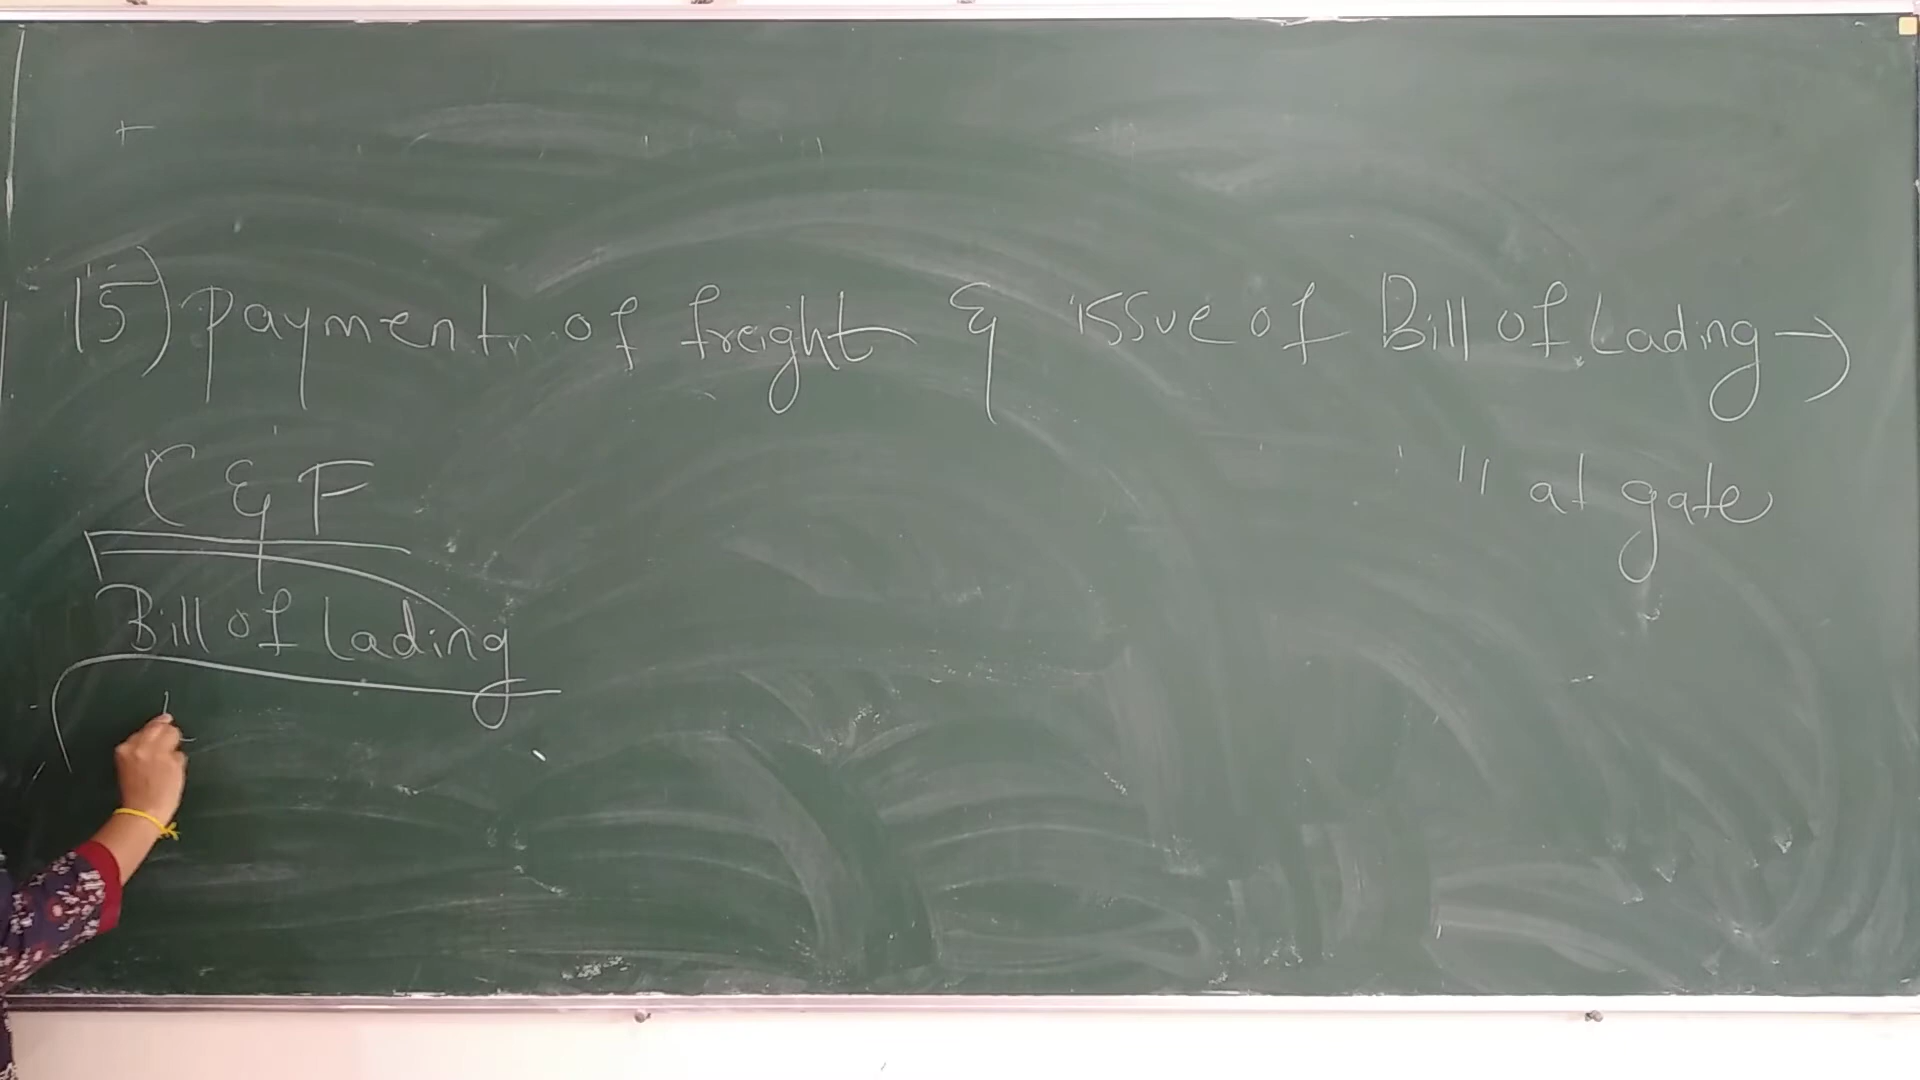 15) Payment of freight & issue of Bill of Lading →
C & F
" at gate
Bill of Lading